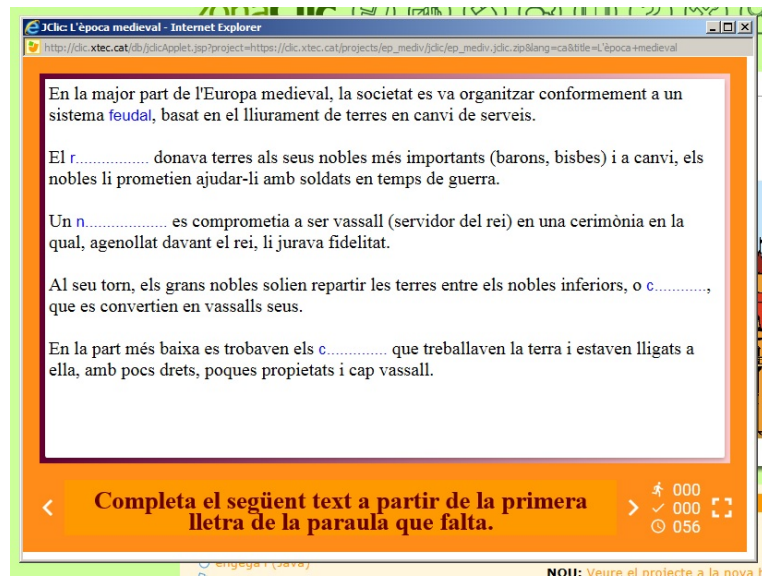 JClic: L'època medieval - Internet Explorer
http://clic.xtec.cat/db/jclicApplet.jsp?project=https://clic.xtec.cat/projects/ep_mediv/jclic/ep_mediv.jclic.zip&lang=ca&title=L'època+medieval
En la major part de l'Europa medieval, la societat es va organitzar conformement a un
sistema feudal, basat en el lliurament de terres en canvi de serveis.
El r................. donava terres als seus nobles més importants (barons, bisbes) i a canvi, els
nobles li prometien ajudar-li amb soldats en temps de guerra.
Un n................... es comprometia a ser vassall (servidor del rei) en una cerimònia en la
qual, agenollat davant el rei, li jurava fidelitat.
Al seu torn, els grans nobles solien repartir les terres entre els nobles inferiors, o c............,
que es convertien en vassalls seus.
En la part més baixa es trobaven els c.............. que treballaven la terra i estaven lligats a
ella, amb pocs drets, poques propietats i cap vassall.
Completa el següent text a partir de la primera
lletra de la paraula que falta.
000
000
056
NOU: Veure el projecte a la nova